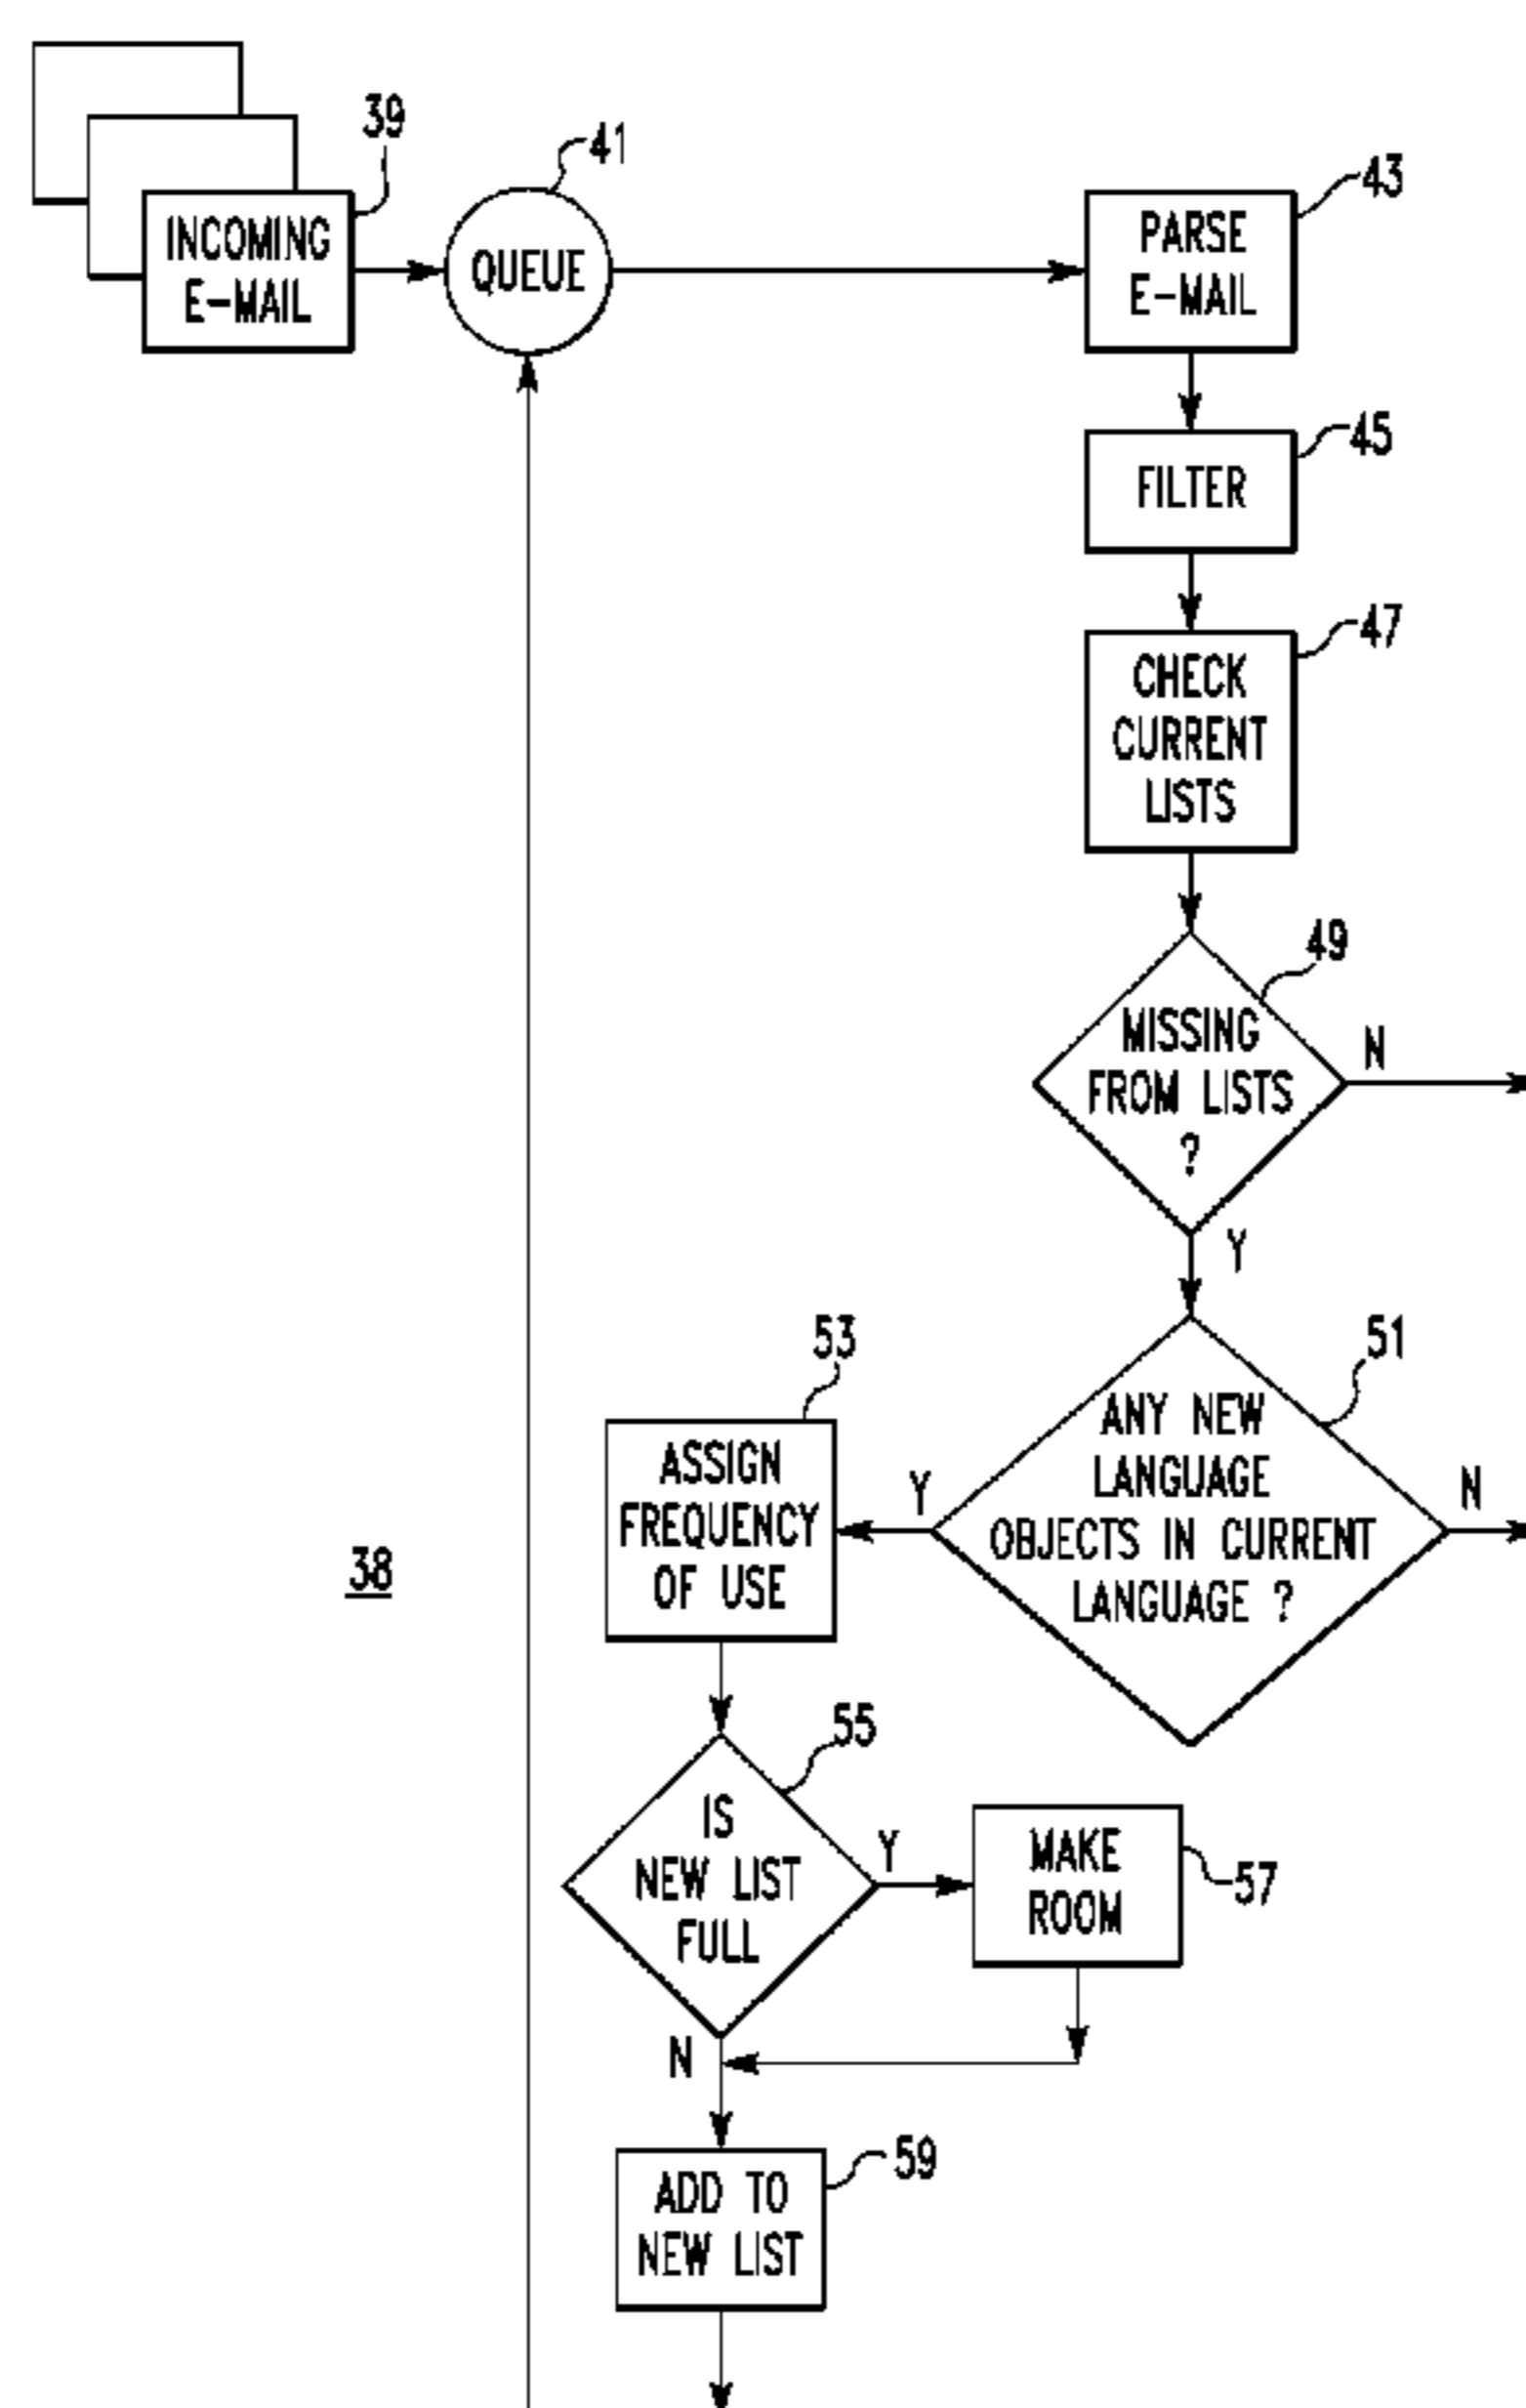 39
INCOMING
E-MAIL
41
QUEUE
43
PARSE
E-MAIL
45
FILTER
47
CHECK
CURRENT
LISTS
49
MISSING
FROM LISTS
?
N
Y
51
ANY NEW
LANGUAGE
OBJECTS IN CURRENT
LANGUAGE ?
N
Y
53
ASSIGN
FREQUENCY
OF USE
38
55
IS
NEW LIST
FULL
Y
MAKE
ROOM
57
N
59
ADD TO
NEW LIST